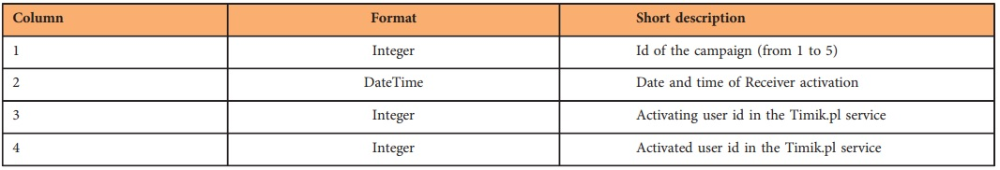 Column Format Short description
1 Integer Id of the campaign (from 1 to 5)
2 DateTime Date and time of Receiver activation
3 Integer Activating user id in the Timik.pl service
4 Integer Activated user id in the Timik.pl service